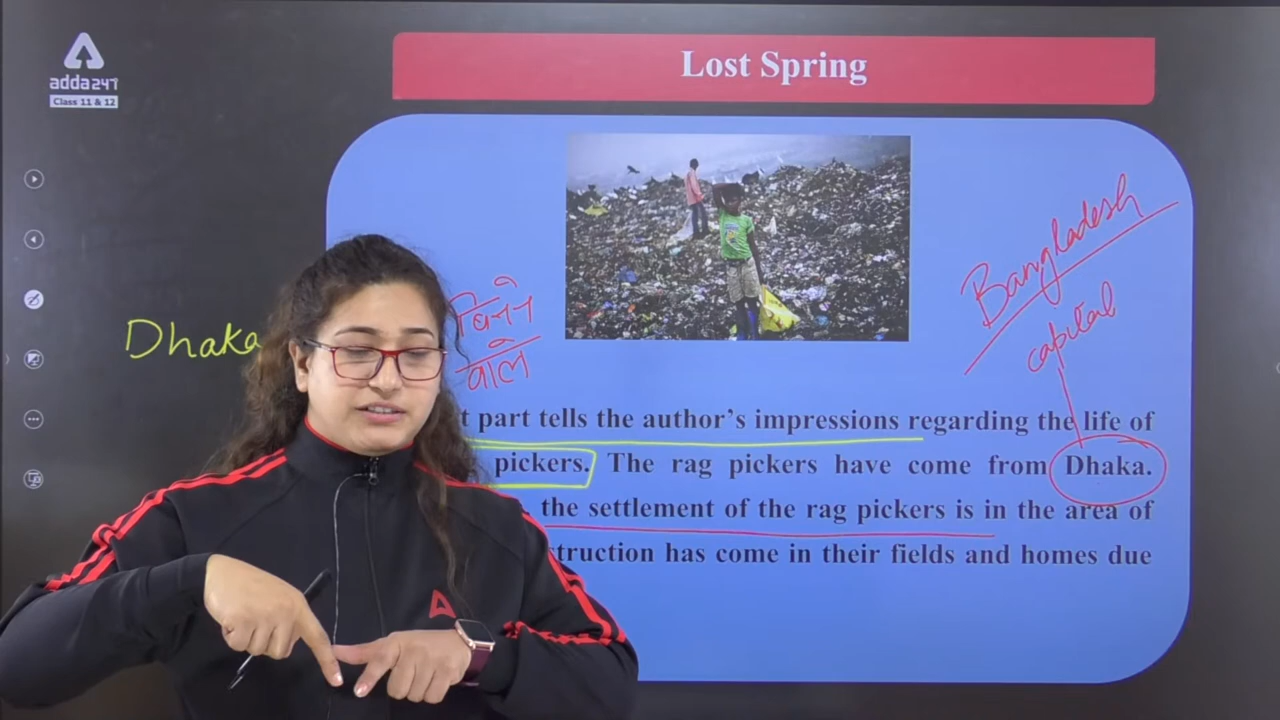 adda247
Class 11 & 12
Lost Spring
Bangladesh
capital
Dhaka
बिनने
वाले
t part tells the author's impressions regarding the life of
pickers. The rag pickers have come from Dhaka.
the settlement of the rag pickers is in the area of
struction has come in their fields and homes due